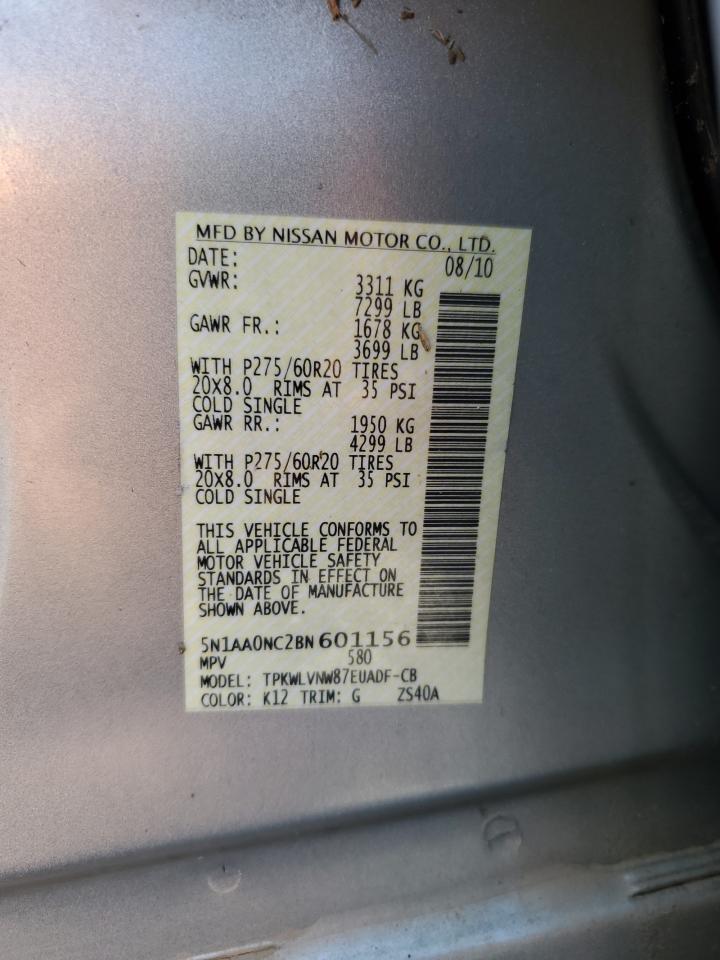 MFD BY NISSAN MOTOR CO., LTD.
DATE: 08/10
GVWR: 3311 KG
7299 LB
GAWR FR.: 1678 KG
3699 LB
WITH P275/60R20 TIRES
20X8.0 RIMS AT 35 PSI
COLD SINGLE
GAWR RR.: 1950 KG
4299 LB
WITH P275/60R20 TIRES
20X8.0 RIMS AT 35 PSI
COLD SINGLE
THIS VEHICLE CONFORMS TO
ALL APPLICABLE FEDERAL
MOTOR VEHICLE SAFETY
STANDARDS IN EFFECT ON
THE DATE OF MANUFACTURE
SHOWN ABOVE.
5N1AA0NC2BN601156
MPV 580
MODEL: TPKWLVNW87EUADF-CB
COLOR: K12 TRIM: G ZS40A